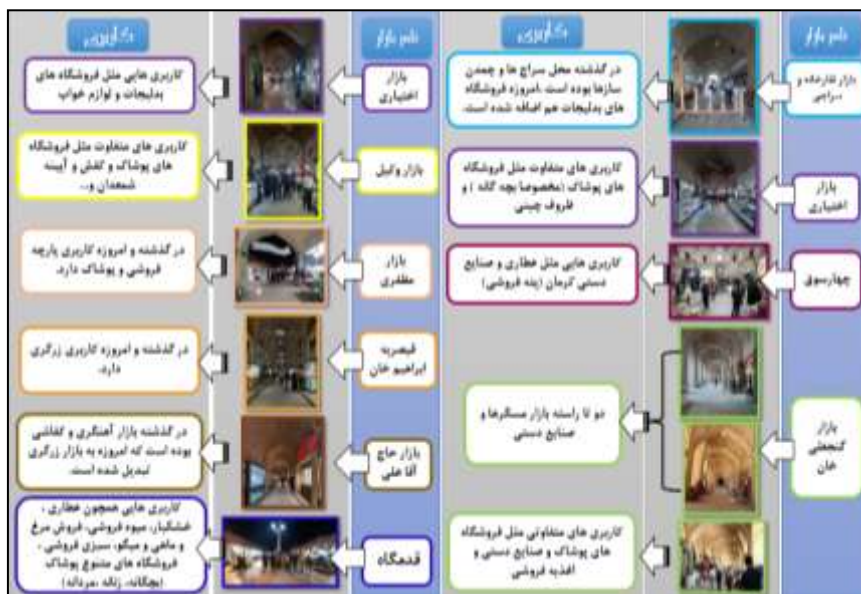 نام بازار
کاربری
بازار نقارخانه و
سراجی
در گذشته محل سراج ها و چمدن
سازها بوده است .امروزه فروشگاه
های بدلیجات هم اضافه شده است.
بازار
اختیاری
کاربری های متفاوت مثل فروشگاه
های پوشاک (مخصوصا بچه گانه ) و
ظروف چینی
چهارسوق
کاربری هایی مثل عطاری و صنایع
دستی کرمان (پته فروشی)
بازار
گنجعلی
خان
دو تا راسته بازار مسگرها و
صنایع دستی
کاربری های متفاوتی مثل فروشگاه
های پوشاک و صنایع دستی و
اغذیه فروشی
نام بازار
کاربری
بازار
اختیاری
کاربری هایی مثل فروشگاه های
بدلیجات و لوازم خواب
بازار وکیل
کاربری های متفاوت مثل فروشگاه
های پوشاک و کفش و آیینه
شمعدان و...
بازار
مظفری
در گذشته و امروزه کاربری پارچه
فروشی و پوشاک دارد.
قیصریه
ابراهیم خان
در گذشته و امروزه کاربری زرگری
دارد.
بازار حاج
آقا علی
در گذشته بازار آهنگری و کفاشی
بوده است که امروزه به بازار زرگری
تبدیل شده است.
قدمگاه
کاربری هایی همچون عطاری ،
خشکبار، میوه فروشی، فروش مرغ
و ماهی و میگو، سبزی فروشی ،
فروشگاه های متنوع پوشاک
(بچگانه، زنانه ،مردانه)